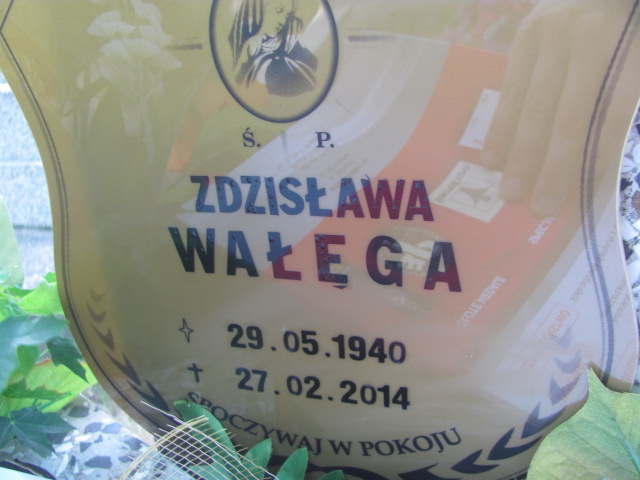 Ś. P.
ZDZISŁAWA
WAŁĘGA
29.05.1940
27.02.2014
SPOCZYWAJ W POKOJU